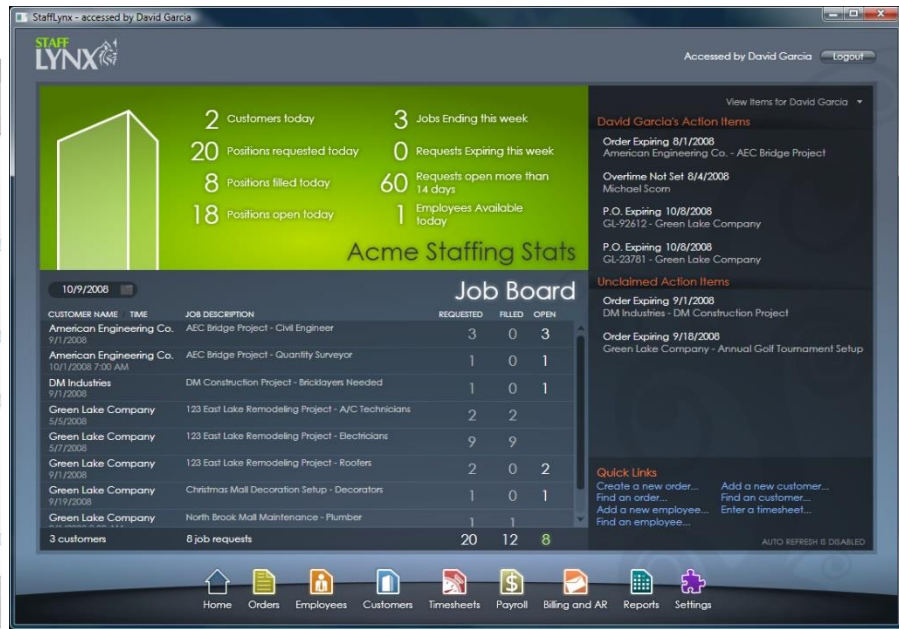 StaffLynx - accessed by David Garcia
STAFF
LYNX
Accessed by David Garcia Logout
2 Customers today
3 Jobs Ending this week
20 Positions requested today
0 Requests Expiring this week
8 Positions filled today
60 Requests open more than
14 days
18 Positions open today
1 Employees Available
today
Acme Staffing Stats
View Items for David Garcia
David Garcia's Action Items
Order Expiring 8/1/2008
American Engineering Co. - AEC Bridge Project
Overtime Not Set 8/4/2008
Michael Scorn
P.O. Expiring 10/8/2008
GL-92612 - Green Lake Company
P.O. Expiring 10/8/2008
GL-23781 - Green Lake Company
Unclaimed Action Items
Order Expiring 9/1/2008
DM Industries - DM Construction Project
Order Expiring 9/18/2008
Green Lake Company - Annual Golf Tournament Setup
10/9/2008
Job Board
CUSTOMER NAME / TIME JOB DESCRIPTION REQUESTED FILLED OPEN
American Engineering Co. AEC Bridge Project - Civil Engineer 3 0 3
9/1/2008
American Engineering Co. AEC Bridge Project - Quantity Surveyor 1 0 1
10/1/2008 7:00 AM
DM Industries DM Construction Project - Bricklayers Needed 1 0 1
9/1/2008
Green Lake Company 123 East Lake Remodeling Project - A/C Technicians 2 2
5/5/2008
Green Lake Company 123 East Lake Remodeling Project - Electricians 9 9
5/7/2008
Green Lake Company 123 East Lake Remodeling Project - Roofers 2 0 2
9/1/2008
Green Lake Company Christmas Mall Decoration Setup - Decorators 1 0 1
9/19/2008
Green Lake Company North Brook Mall Maintenance - Plumber 1 1
3 customers 8 job requests 20 12 8
Quick Links
Create a new order... Add a new customer...
Find an order... Find an customer...
Add a new employee... Enter a timesheet...
Find an employee...
AUTO REFRESH IS DISABLED
Home Orders Employees Customers Timesheets Payroll Billing and AR Reports Settings